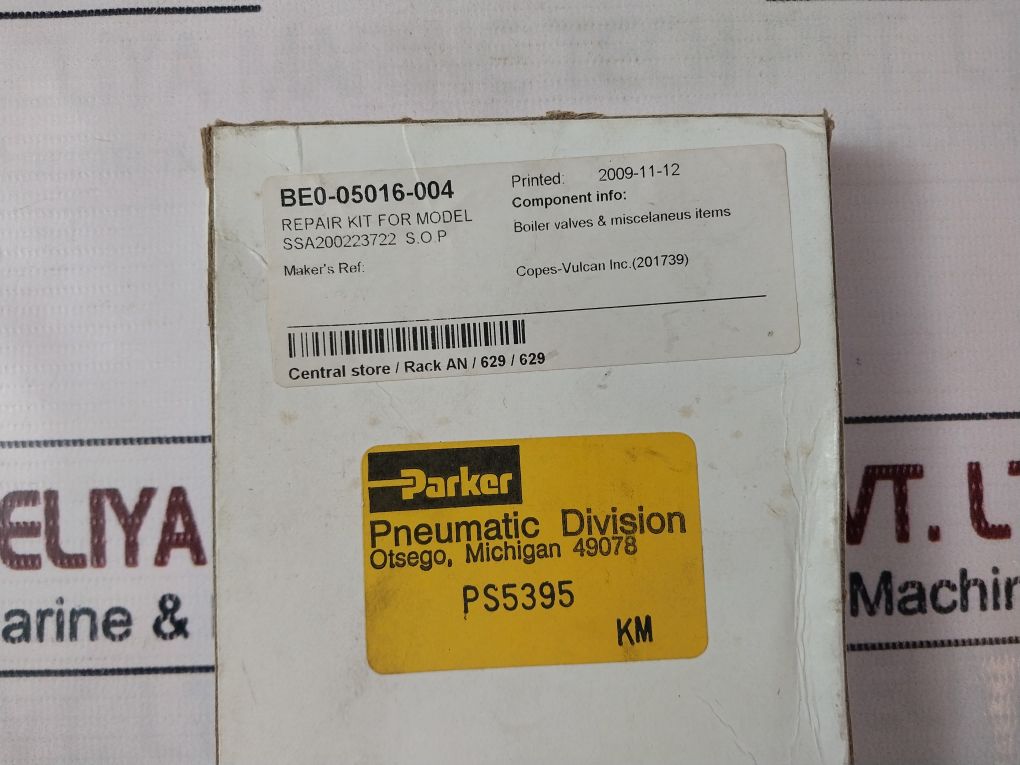 BE0-05016-004
REPAIR KIT FOR MODEL
SSA200223722 S.O.P
Maker's Ref:
Printed: 2009-11-12
Component info:
Boiler valves & miscelaneus items
Copes-Vulcan Inc.(201739)
Central store / Rack AN / 629 / 629
Parker
Pneumatic Division
Otsego, Michigan 49078
PS5395
KM
ELIYA
VT. LT
arine &
Machin